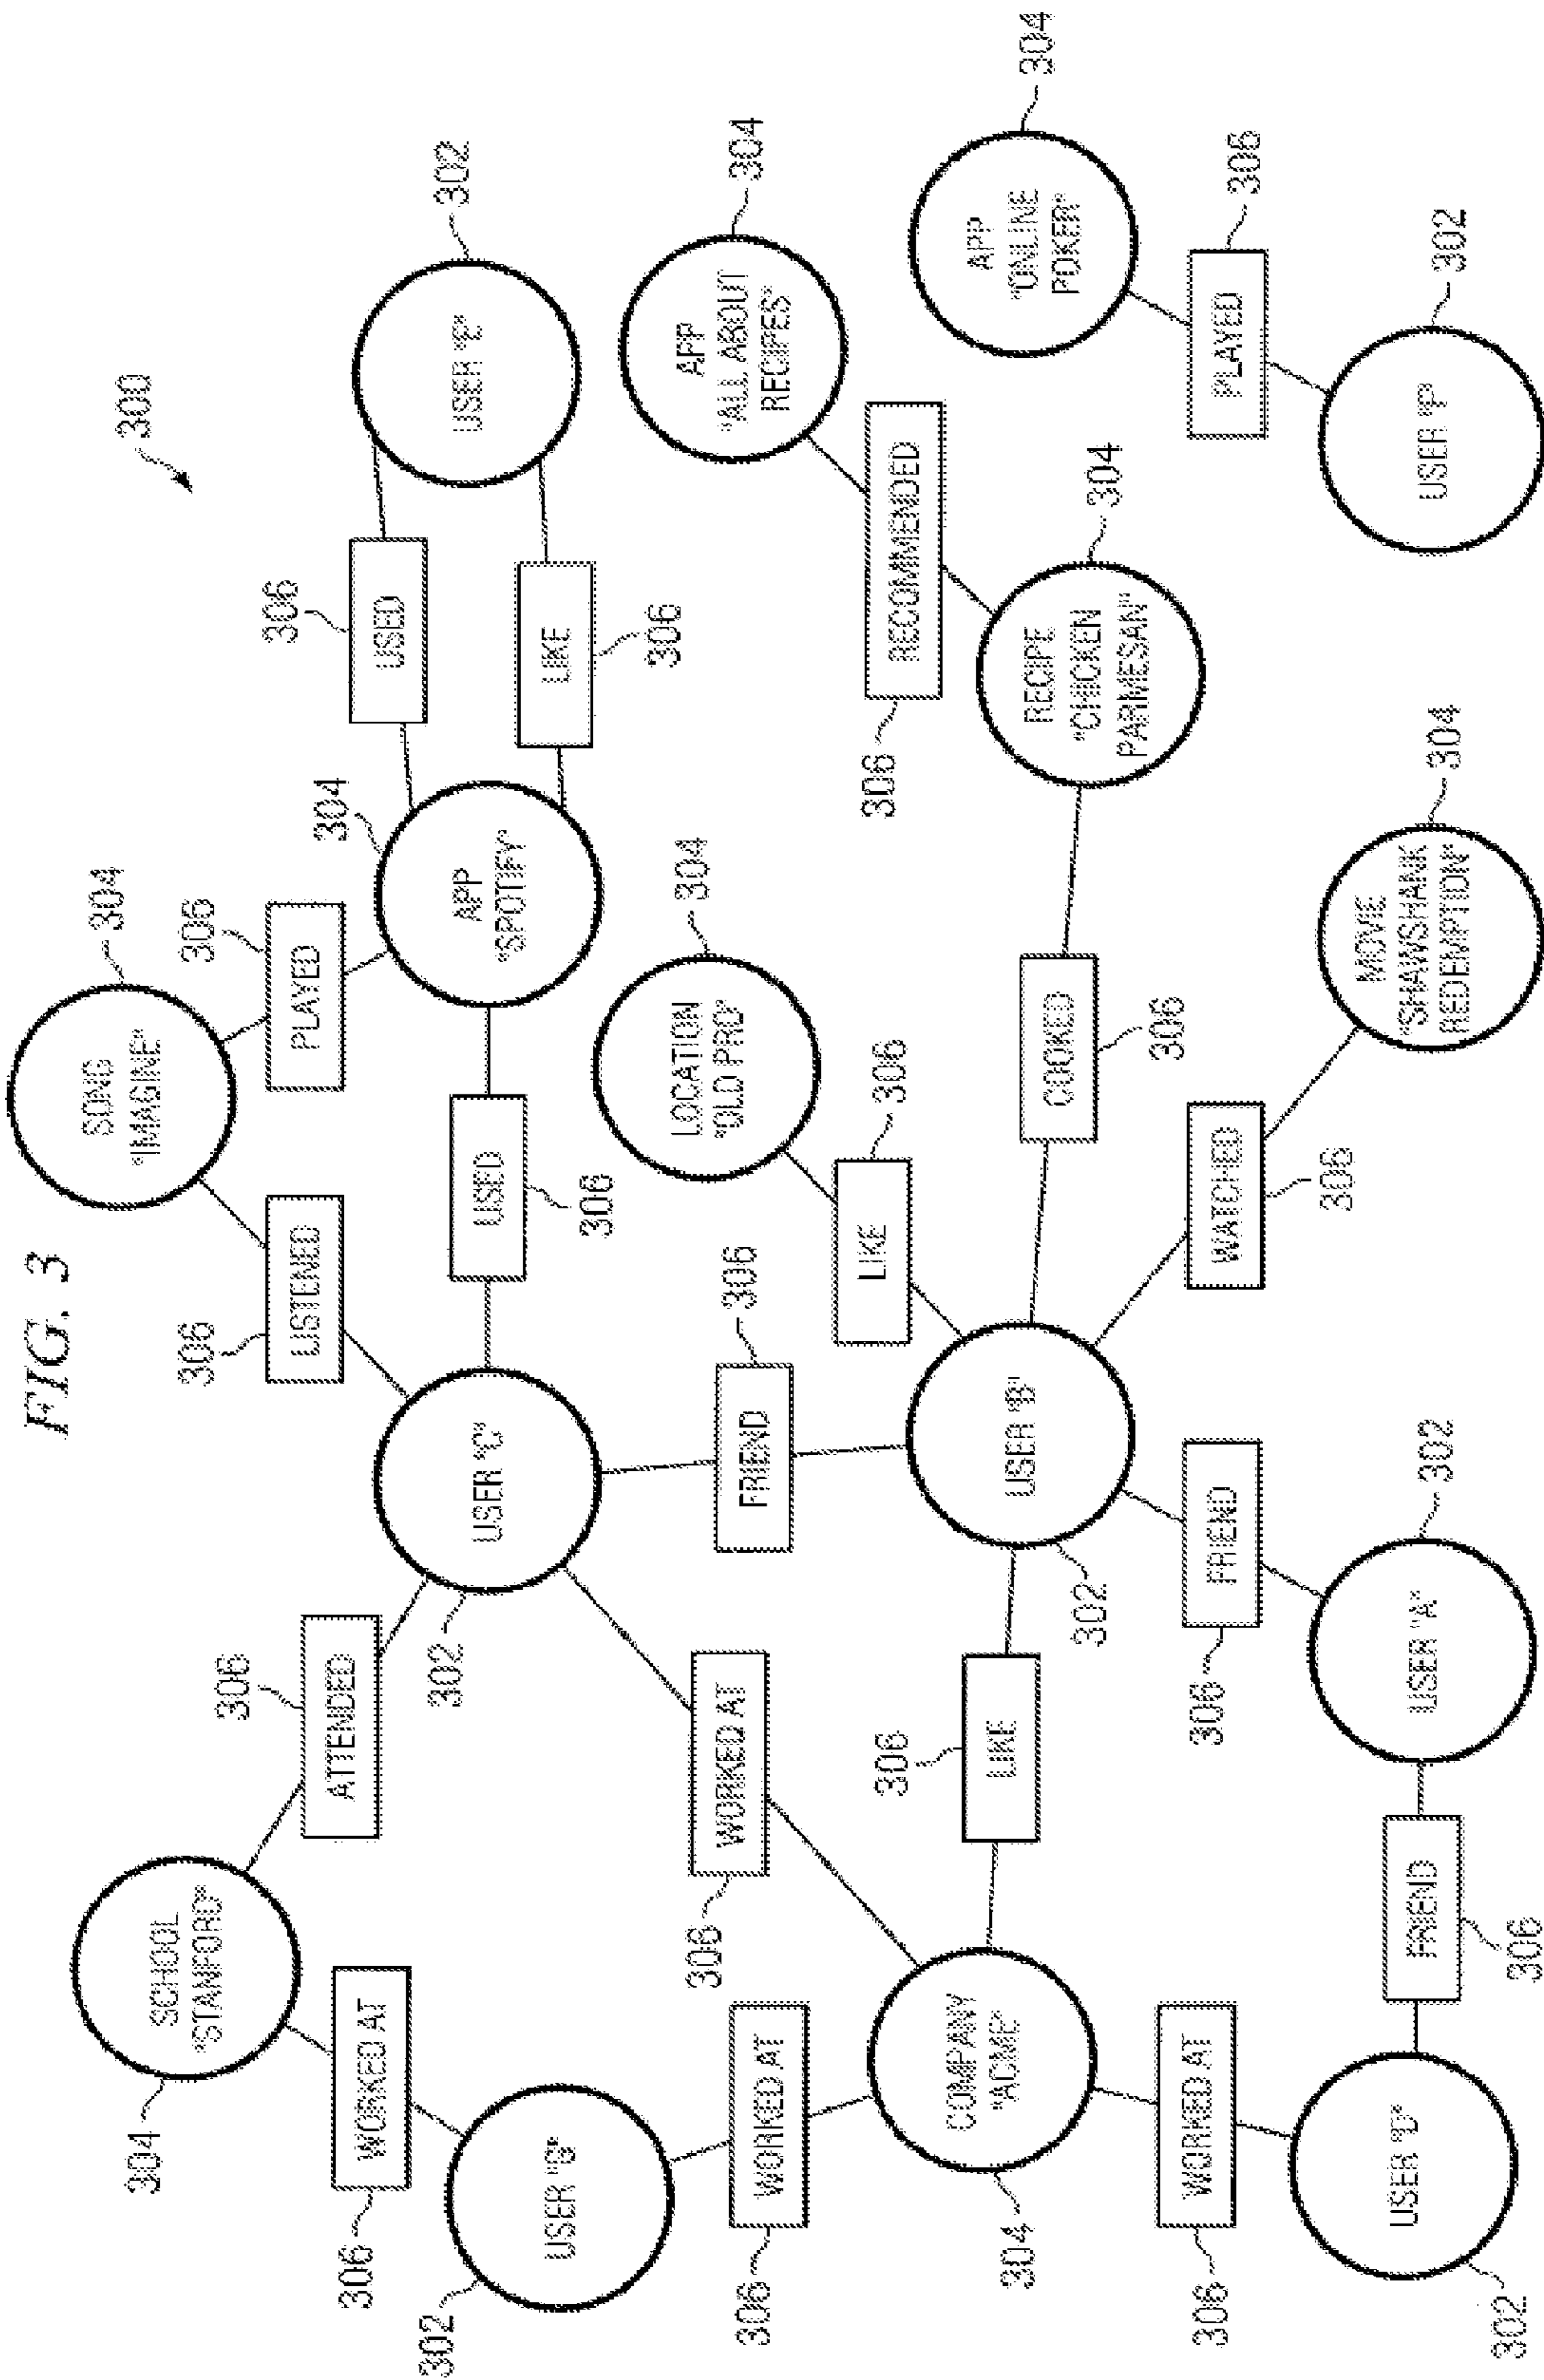 FIG. 3
300
304
SCHOOL
"STANFORD"
306
ATTENDED
306
LISTENED
SONG
"IMAGINE"
304
306
WORKED AT
PLAYED
306
304
302
USER "G"
302
USER "C"
306
USED
APP
"SPOTIFY"
306
USED
LIKE
306
USER "E"
302
306
WORKED AT
306
WORKED AT
FRIEND
306
LOCATION
"OLD PRO"
304
APP
"ALL ABOUT
RECIPES"
304
304
COMPANY
"ACME"
306
LIKE
302
USER "B"
LIKE
306
306
RECOMMENDED
COOKED
306
RECIPE
"CHICKEN
PARMESAN"
304
APP
"ONLINE
POKER"
304
306
WORKED AT
306
FRIEND
WATCHED
306
PLAYED
306
302
USER "D"
FRIEND
306
USER "A"
302
MOVIE
"SHAWSHANK
REDEMPTION"
304
USER "F"
302